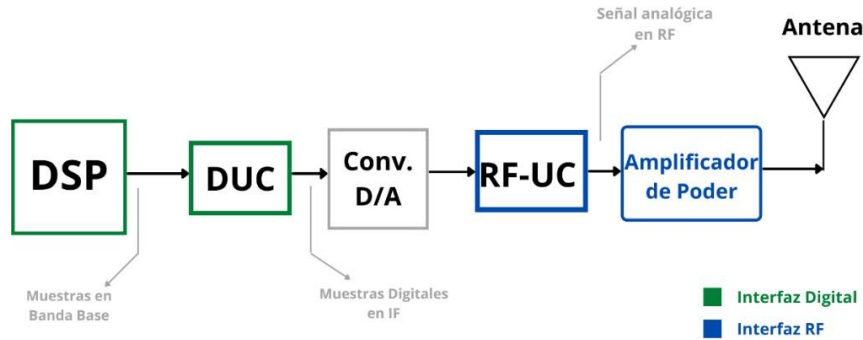 Señal analógica
en RF
Antena
DSP
DUC
Conv.
D/A
RF-UC
Amplificador
de Poder
Muestras en
Banda Base
Muestras Digitales
en IF
Interfaz Digital
Interfaz RF